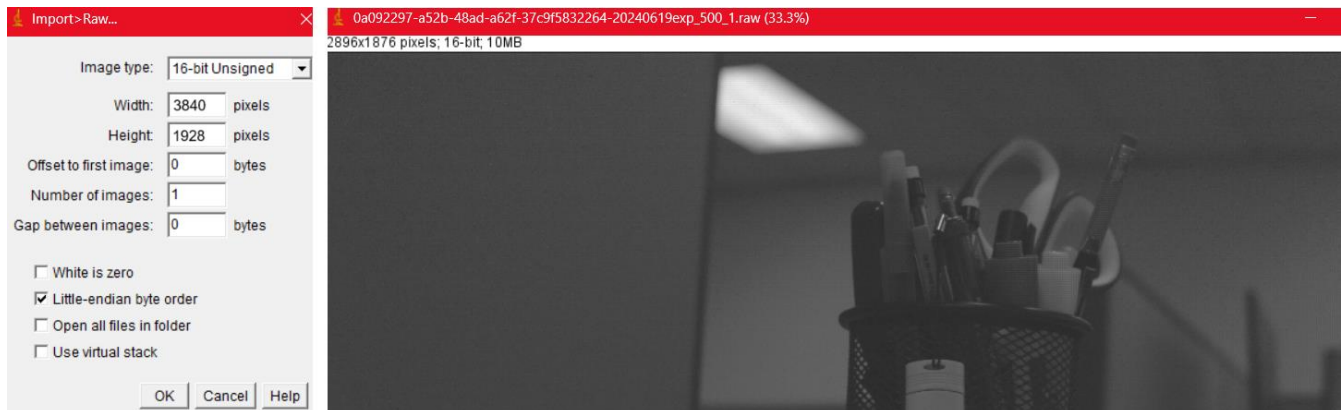 Import>Raw...
Image type: 16-bit Unsigned
Width: 3840 pixels
Height: 1928 pixels
Offset to first image: 0 bytes
Number of images: 1
Gap between images: 0 bytes
White is zero
Little-endian byte order
Open all files in folder
Use virtual stack
OK Cancel Help
0a092297-a52b-48ad-a62f-37c9f5832264-20240619exp_500_1.raw (33.3%)
2896x1876 pixels; 16-bit; 10MB